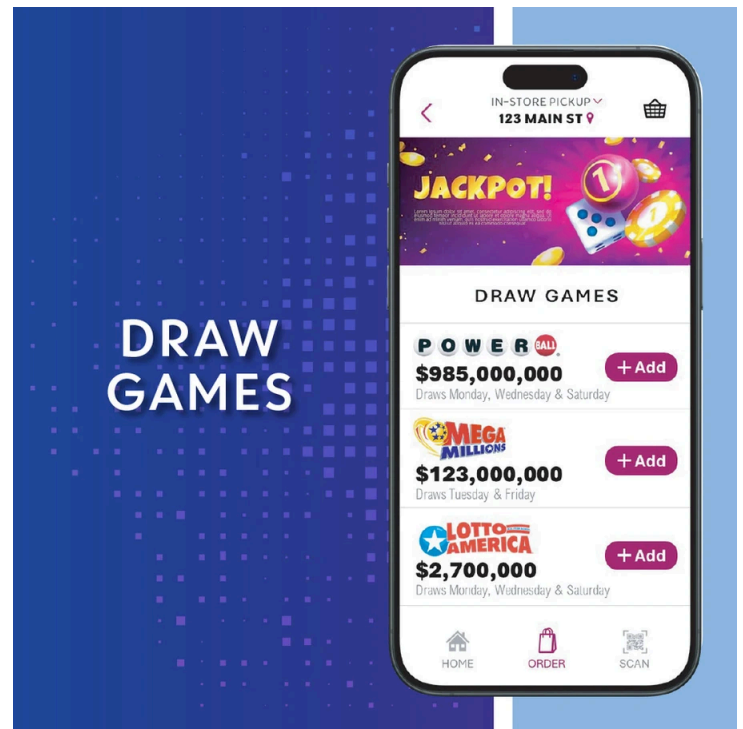 DRAW
GAMES
IN-STORE PICKUP
123 MAIN ST
JACKPOT!
DRAW GAMES
POWER BALL
$985,000,000
+ Add
Draws Monday, Wednesday & Saturday
MEGA
MILLIONS
$123,000,000
+ Add
Draws Tuesday & Friday
LOTTO
AMERICA
$2,700,000
+ Add
Draws Monday, Wednesday & Saturday
HOME
ORDER
SCAN